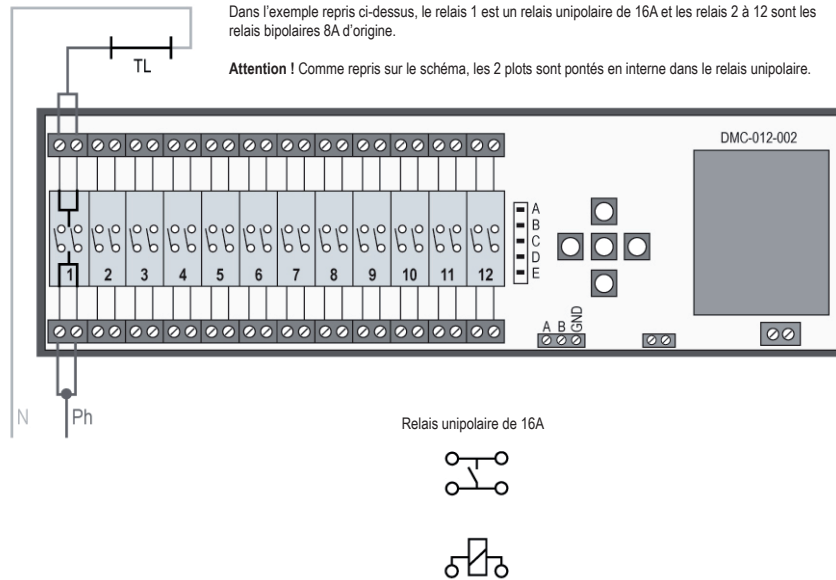 Dans l'exemple repris ci-dessus, le relais 1 est un relais unipolaire de 16A et les relais 2 à 12 sont les
relais bipolaires 8A d'origine.
Attention ! Comme repris sur le schéma, les 2 plots sont pontés en interne dans le relais unipolaire.
TL
DMC-012-002
A
B
C
D
E
1 2 3 4 5 6 7 8 9 10 11 12
A B GND
N Ph
Relais unipolaire de 16A